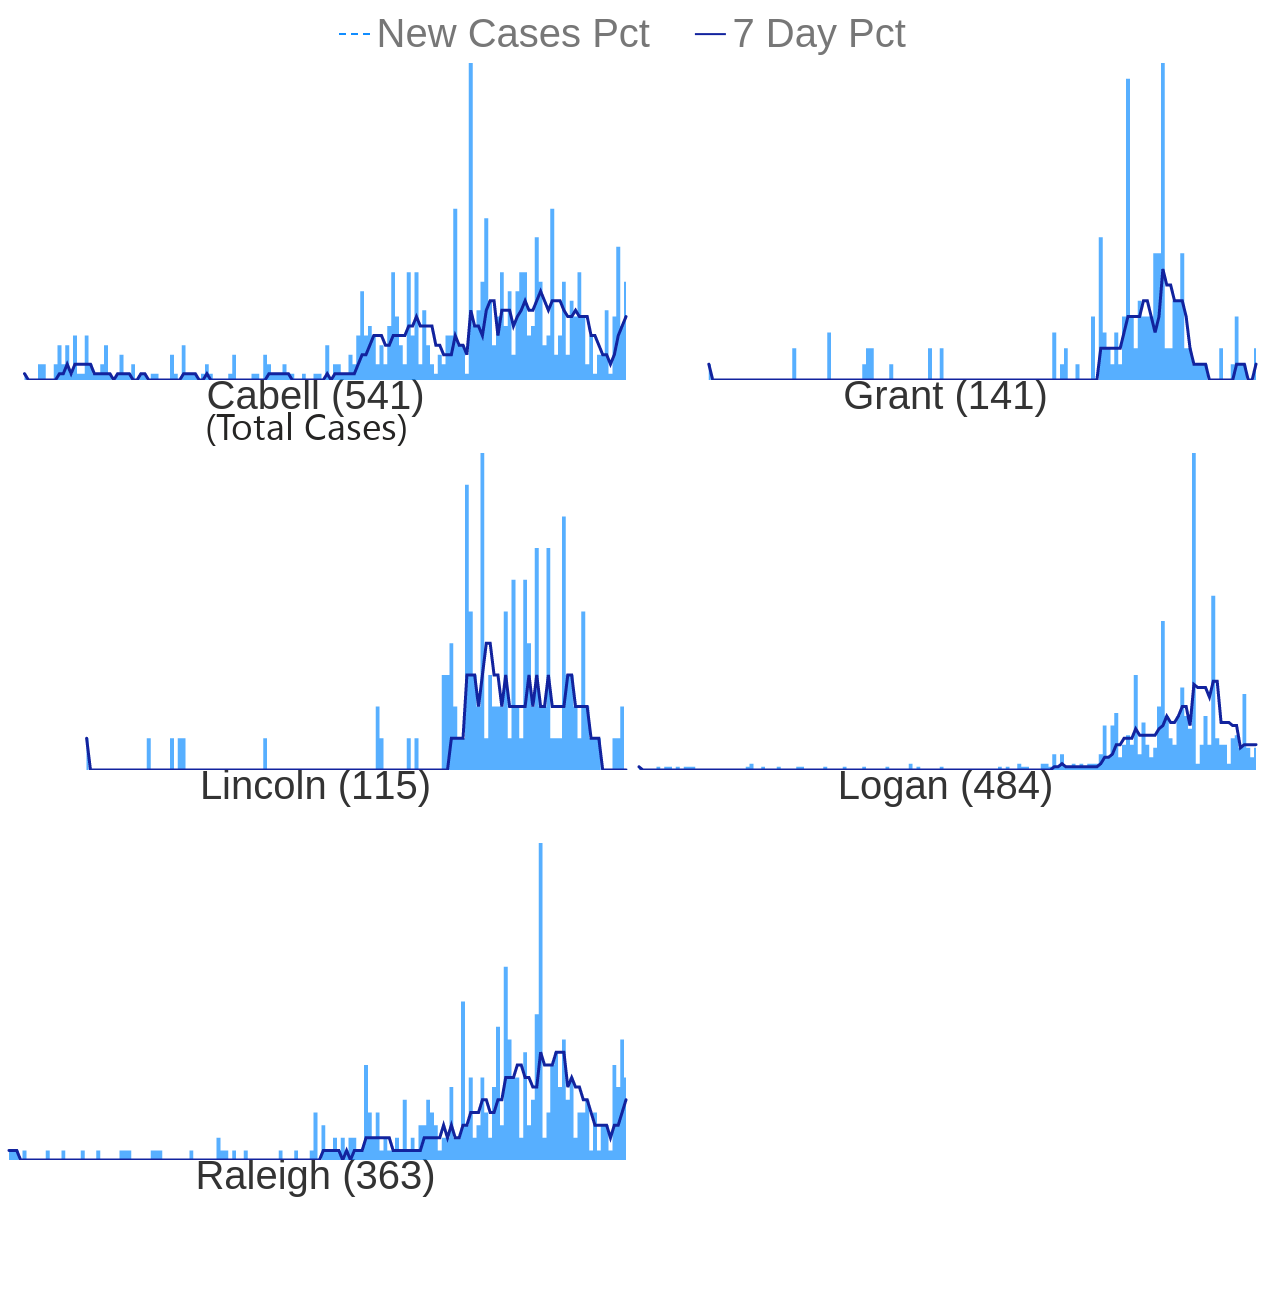 New Cases Pct 7 Day Pct
Cabell (541) Grant (141)
(Total Cases)
Lincoln (115) Logan (484)
Raleigh (363)